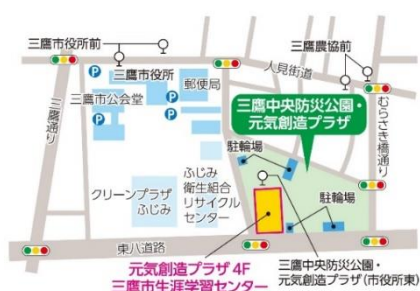 三鷹市役所前
三鷹農協前
人見街道
三鷹市役所
郵便局
P
P
P
P
三鷹市公会堂
三鷹通り
むらさき橋通り
三鷹中央防災公園・
元気創造プラザ
駐輪場
ふじみ
衛生組合
リサイクル
センター
クリーンプラザ
ふじみ
駐輪場
東八道路
元気創造プラザ 4F
三鷹市生涯学習センター
三鷹中央防災公園・
元気創造プラザ(市役所東)